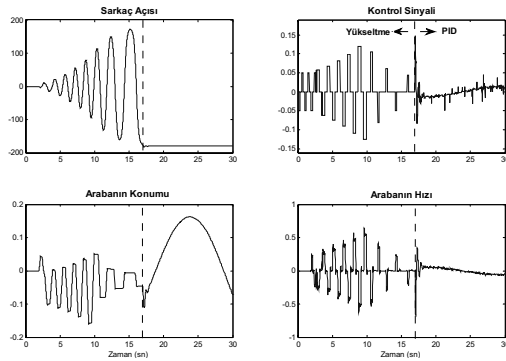 Sarkaç Açısı
200
100
0
-100
-200
0 5 10 15 20 25 30
Kontrol Sinyali
Yükseltme PID
0.15
0.1
0.05
0
-0.05
-0.1
-0.15
0 5 10 15 20 25 30
Arabanın Konumu
0.2
0.1
0
-0.1
-0.2
0 5 10 15 20 25 30
Zaman (sn)
Arabanın Hızı
1
0.5
0
-0.5
-1
0 5 10 15 20 25 30
Zaman (sn)